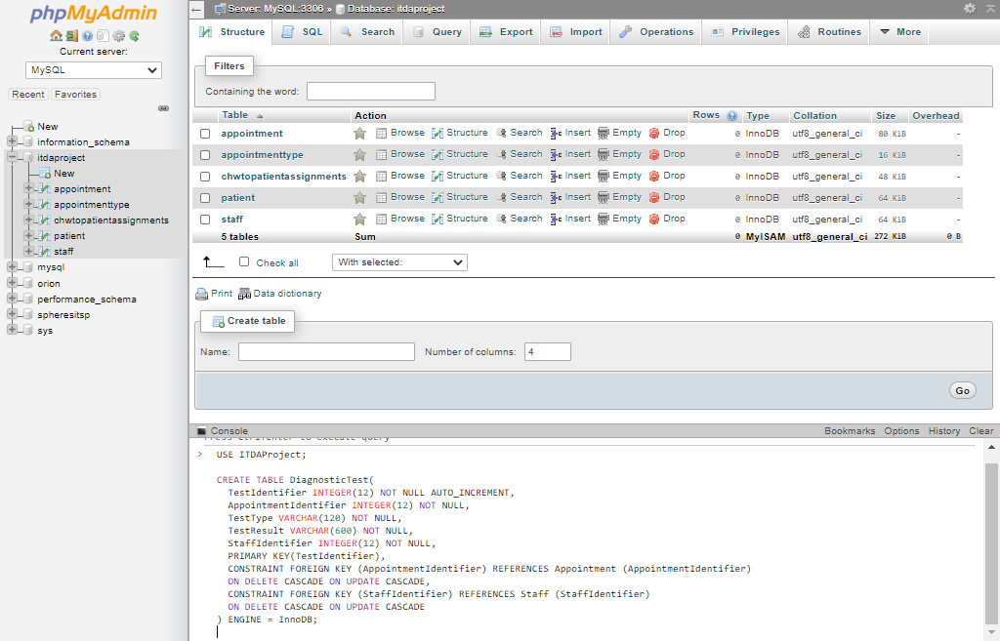 phpMyAdmin
Current server:
MySQL
Recent Favorites
New
information_schema
itdaproject
New
appointment
appointmenttype
chwtopatientassignments
patient
staff
mysql
orion
performance_schema
spheresitsp
sys
← Server: MySQL:3306 » Database: itdaproject
Structure SQL Search Query Export Import Operations Privileges Routines More
Filters
Containing the word:
Table Action Rows Type Collation Size Overhead
appointment Browse Structure Search Insert Empty Drop 0 InnoDB utf8_general_ci 80 KiB -
appointmenttype Browse Structure Search Insert Empty Drop 0 InnoDB utf8_general_ci 16 KiB -
chwtopatientassignments Browse Structure Search Insert Empty Drop 0 InnoDB utf8_general_ci 48 KiB -
patient Browse Structure Search Insert Empty Drop 0 InnoDB utf8_general_ci 64 KiB -
staff Browse Structure Search Insert Empty Drop 0 InnoDB utf8_general_ci 64 KiB -
5 tables Sum 0 MyISAM utf8_general_ci 272 KiB 0 B
Check all With selected:
Print Data dictionary
Create table
Name: Number of columns: 4
Go
Console Bookmarks Options History Clear
Press Ctrl+Enter to execute query
> USE ITDAProject;
CREATE TABLE DiagnosticTest(
TestIdentifier INTEGER(12) NOT NULL AUTO_INCREMENT,
AppointmentIdentifier INTEGER(12) NOT NULL,
TestType VARCHAR(120) NOT NULL,
TestResult VARCHAR(600) NOT NULL,
StaffIdentifier INTEGER(12) NOT NULL,
PRIMARY KEY(TestIdentifier),
CONSTRAINT FOREIGN KEY (AppointmentIdentifier) REFERENCES Appointment (AppointmentIdentifier)
ON DELETE CASCADE ON UPDATE CASCADE,
CONSTRAINT FOREIGN KEY (StaffIdentifier) REFERENCES Staff (StaffIdentifier)
ON DELETE CASCADE ON UPDATE CASCADE
) ENGINE = InnoDB;